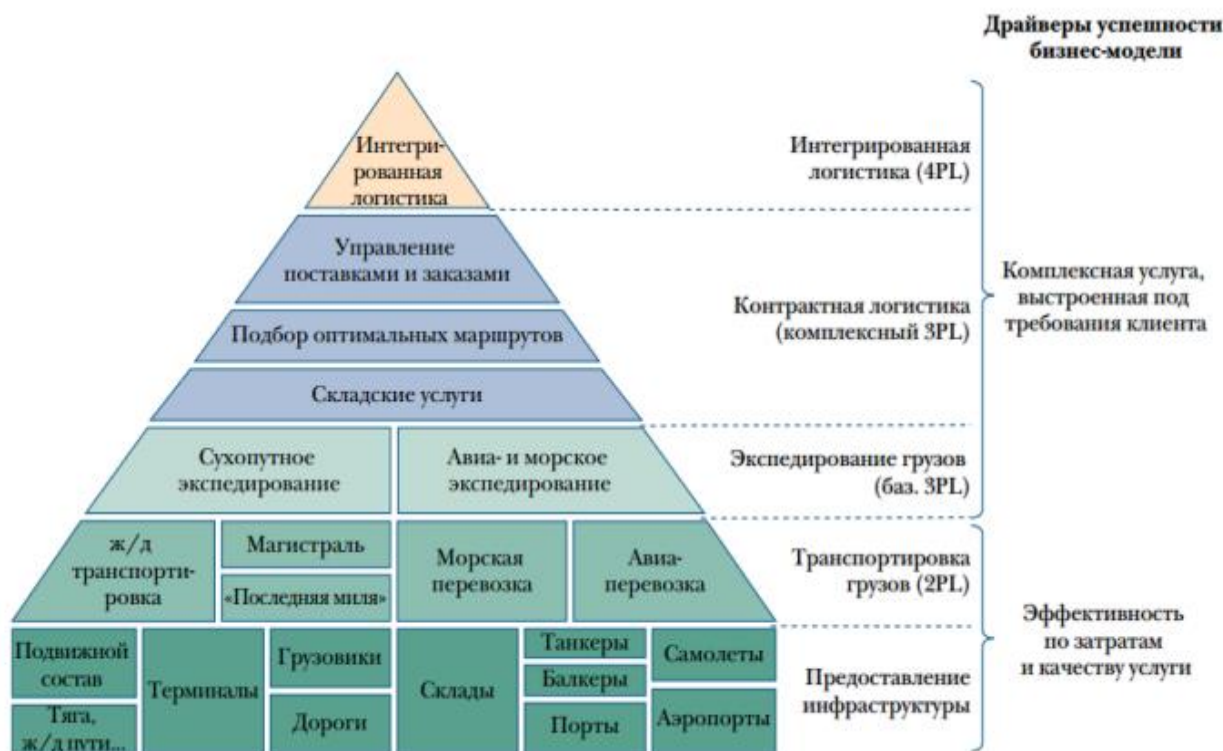 Драйверы успешности
бизнес-модели
Интегри-
рованная
логистика
Интегрированная
логистика (4PL)
Управление
поставками и заказами
Подбор оптимальных маршрутов
Складские услуги
Контрактная логистика
(комплексный 3PL)
Комплексная услуга,
выстроенная под
требования клиента
Сухопутное
экспедирование
Авиа- и морское
экспедирование
Экспедирование грузов
(баз. 3PL)
ж/д
транспорти-
ровка
Магистраль
«Последняя миля»
Морская
перевозка
Авиа-
перевозка
Транспортировка
грузов (2PL)
Подвижной
состав
Тяга,
ж/д пути...
Терминалы
Грузовики
Дороги
Склады
Танкеры
Балкеры
Порты
Самолеты
Аэропорты
Предоставление
инфраструктуры
Эффективность
по затратам
и качеству услуги